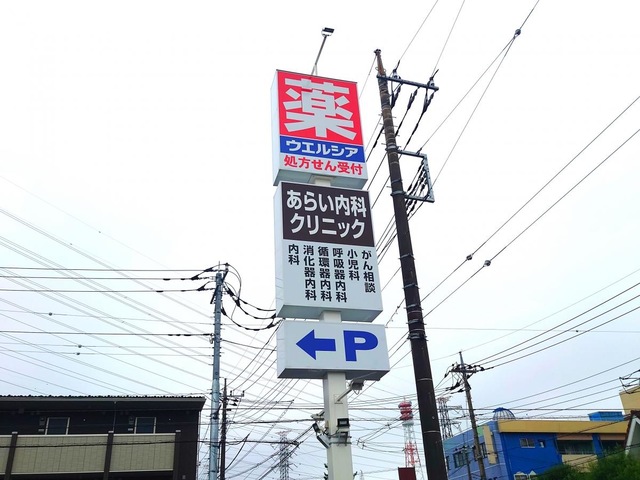 薬
ウエルシア
処方せん受付
あらい内科
クリニック
がん相談
小児科
呼吸器内科
循環器内科
消化器内科
内科
←P